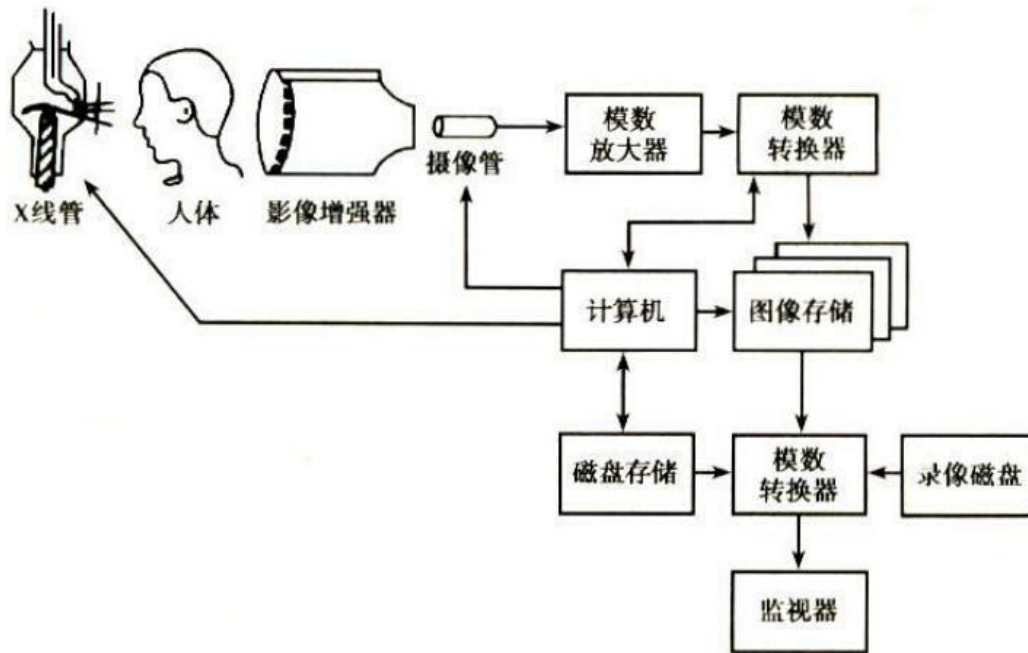 模数
放大器
模数
转换器
X线管
人体
影像增强器
摄像管
计算机
图像存储
磁盘存储
模数
转换器
录像磁盘
监视器